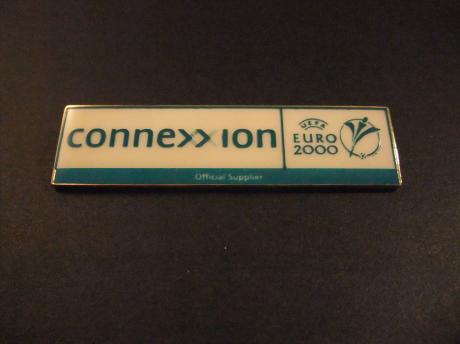 connexxion
UEFA
EURO
2000
Official Supplier